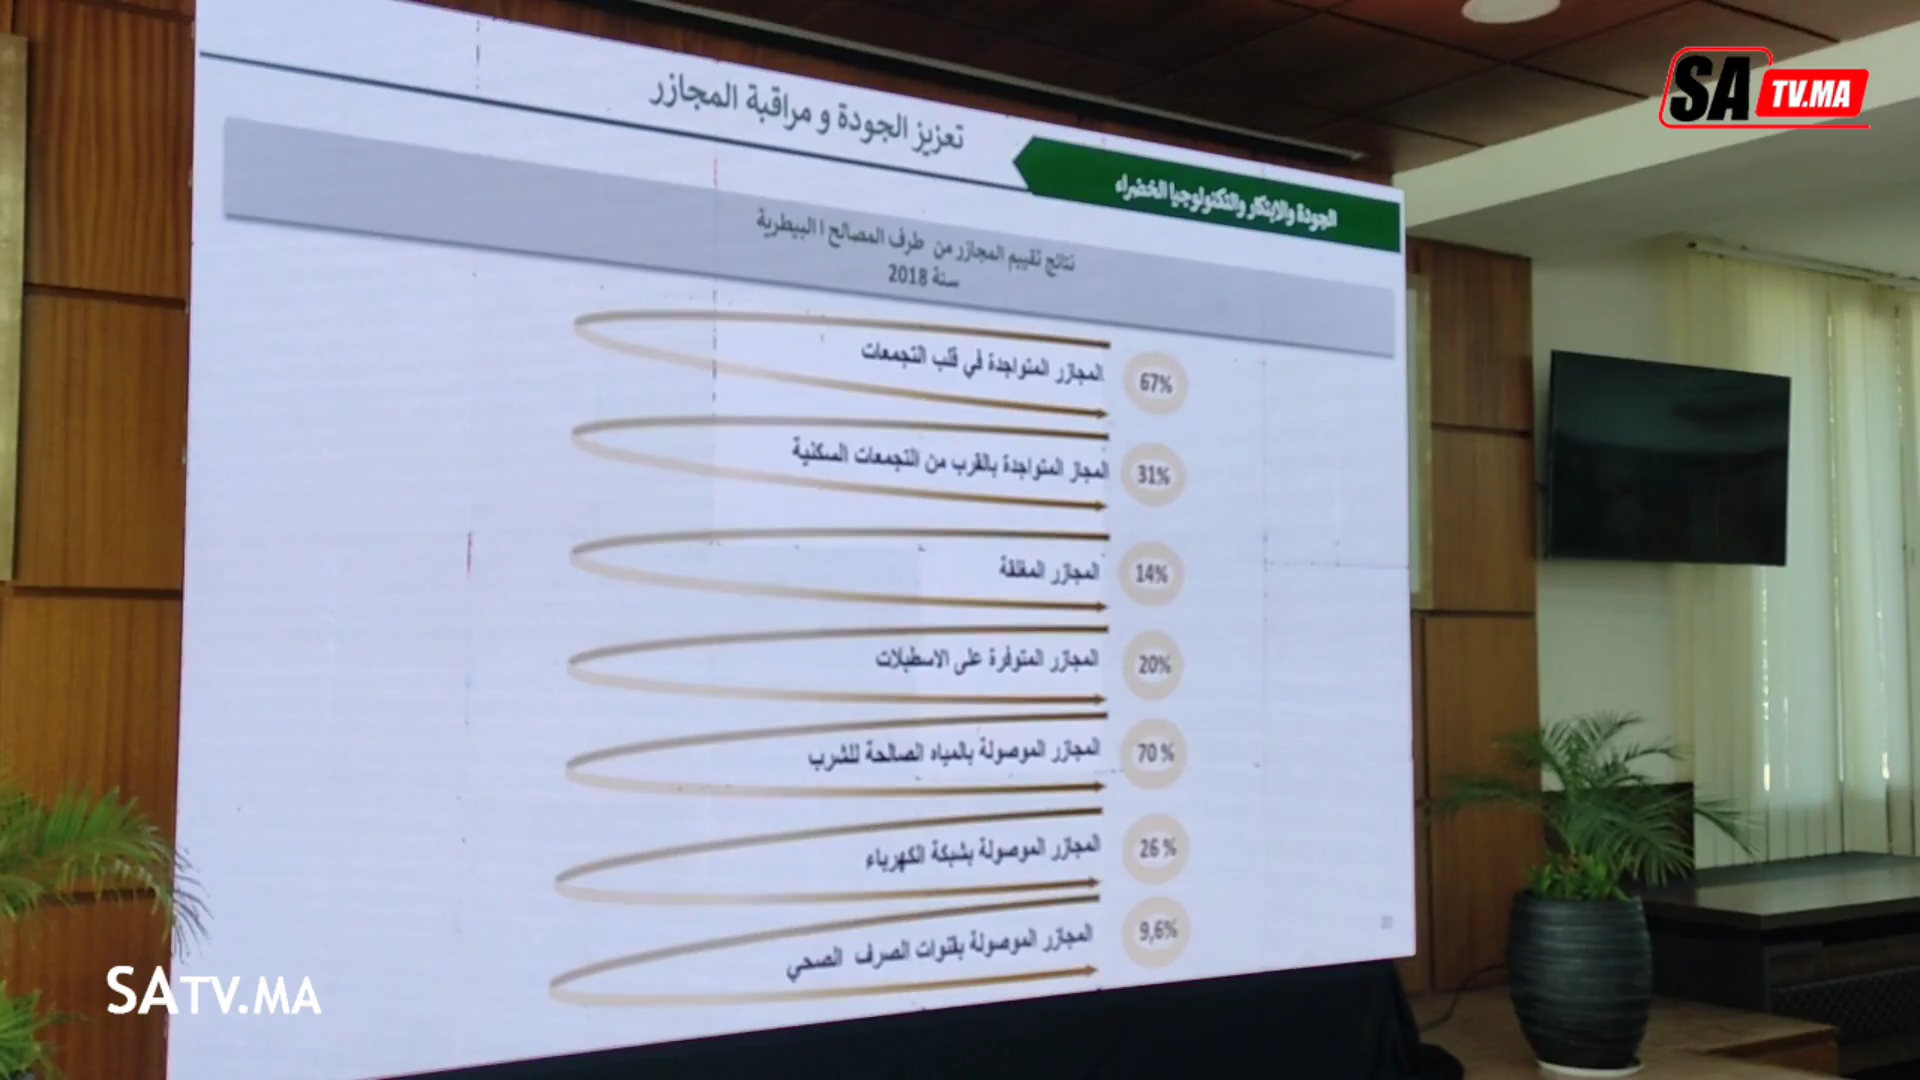 SA TV.MA
تعزيز الجودة و مراقبة المجازر
الجودة والابتكار والتكنولوجيا الخضراء
نتائج تقييم المجازر من طرف المصالح ا البيطرية
سنة 2018
67% المجازر المتواجدة في قلب التجمعات
31% المجاز المتواجدة بالقرب من التجمعات السكنية
14% المجازر المغلقة
20% المجازر المتوفرة على الاسطبلات
70 % المجازر الموصولة بالمياه الصالحة للشرب
26 % المجازر الموصولة بشبكة الكهرباء
9,6% المجازر الموصولة بقنوات الصرف الصحي
SATV.MA